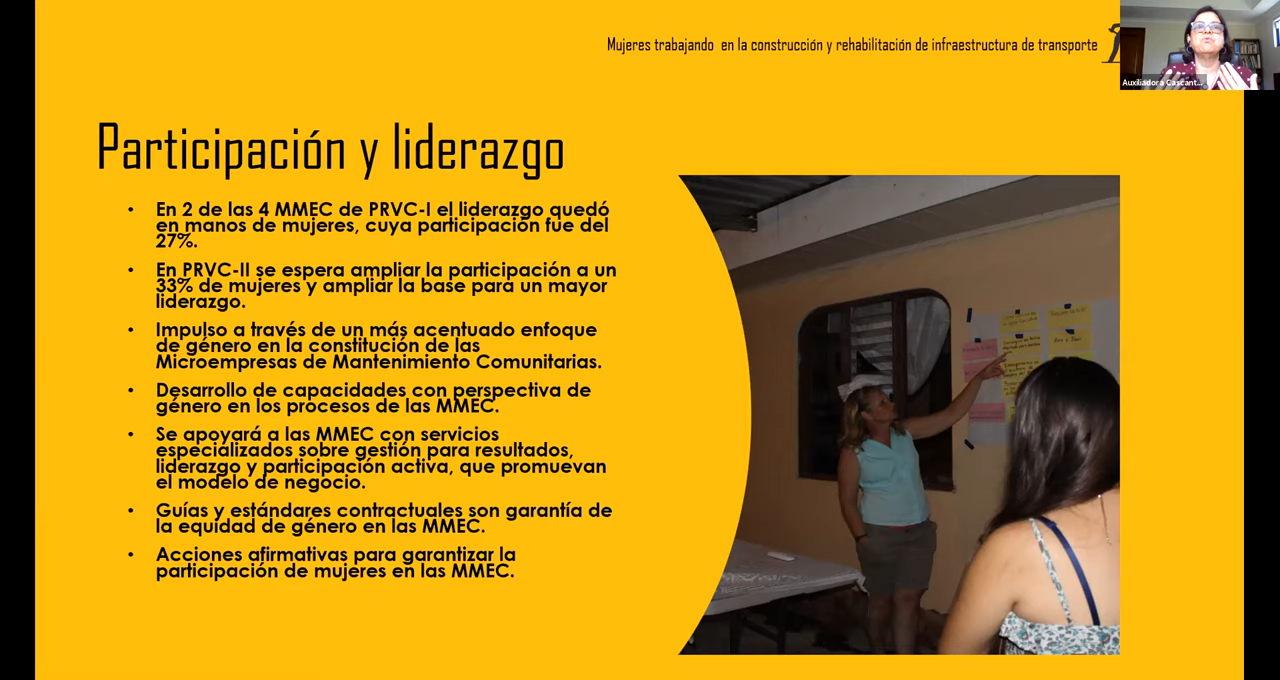 Mujeres trabajando en la construcción y rehabilitación de infraestructura de transporte
Auxiliadora Cascant...
Participación y liderazgo
• En 2 de las 4 MMEC de PRVC-I el liderazgo quedó
en manos de mujeres, cuya participación fue del
27%.
• En PRVC-II se espera ampliar la participación a un
33% de mujeres y ampliar la base para un mayor
liderazgo.
• Impulso a través de un más acentuado enfoque
de género en la constitución de las
Microempresas de Mantenimiento Comunitarias.
• Desarrollo de capacidades con perspectiva de
género en los procesos de las MMEC.
• Se apoyará a las MMEC con servicios
especializados sobre gestión para resultados,
liderazgo y participación activa, que promuevan
el modelo de negocio.
• Guías y estándares contractuales son garantía de
la equidad de género en las MMEC.
• Acciones afirmativas para garantizar la
participación de mujeres en las MMEC.